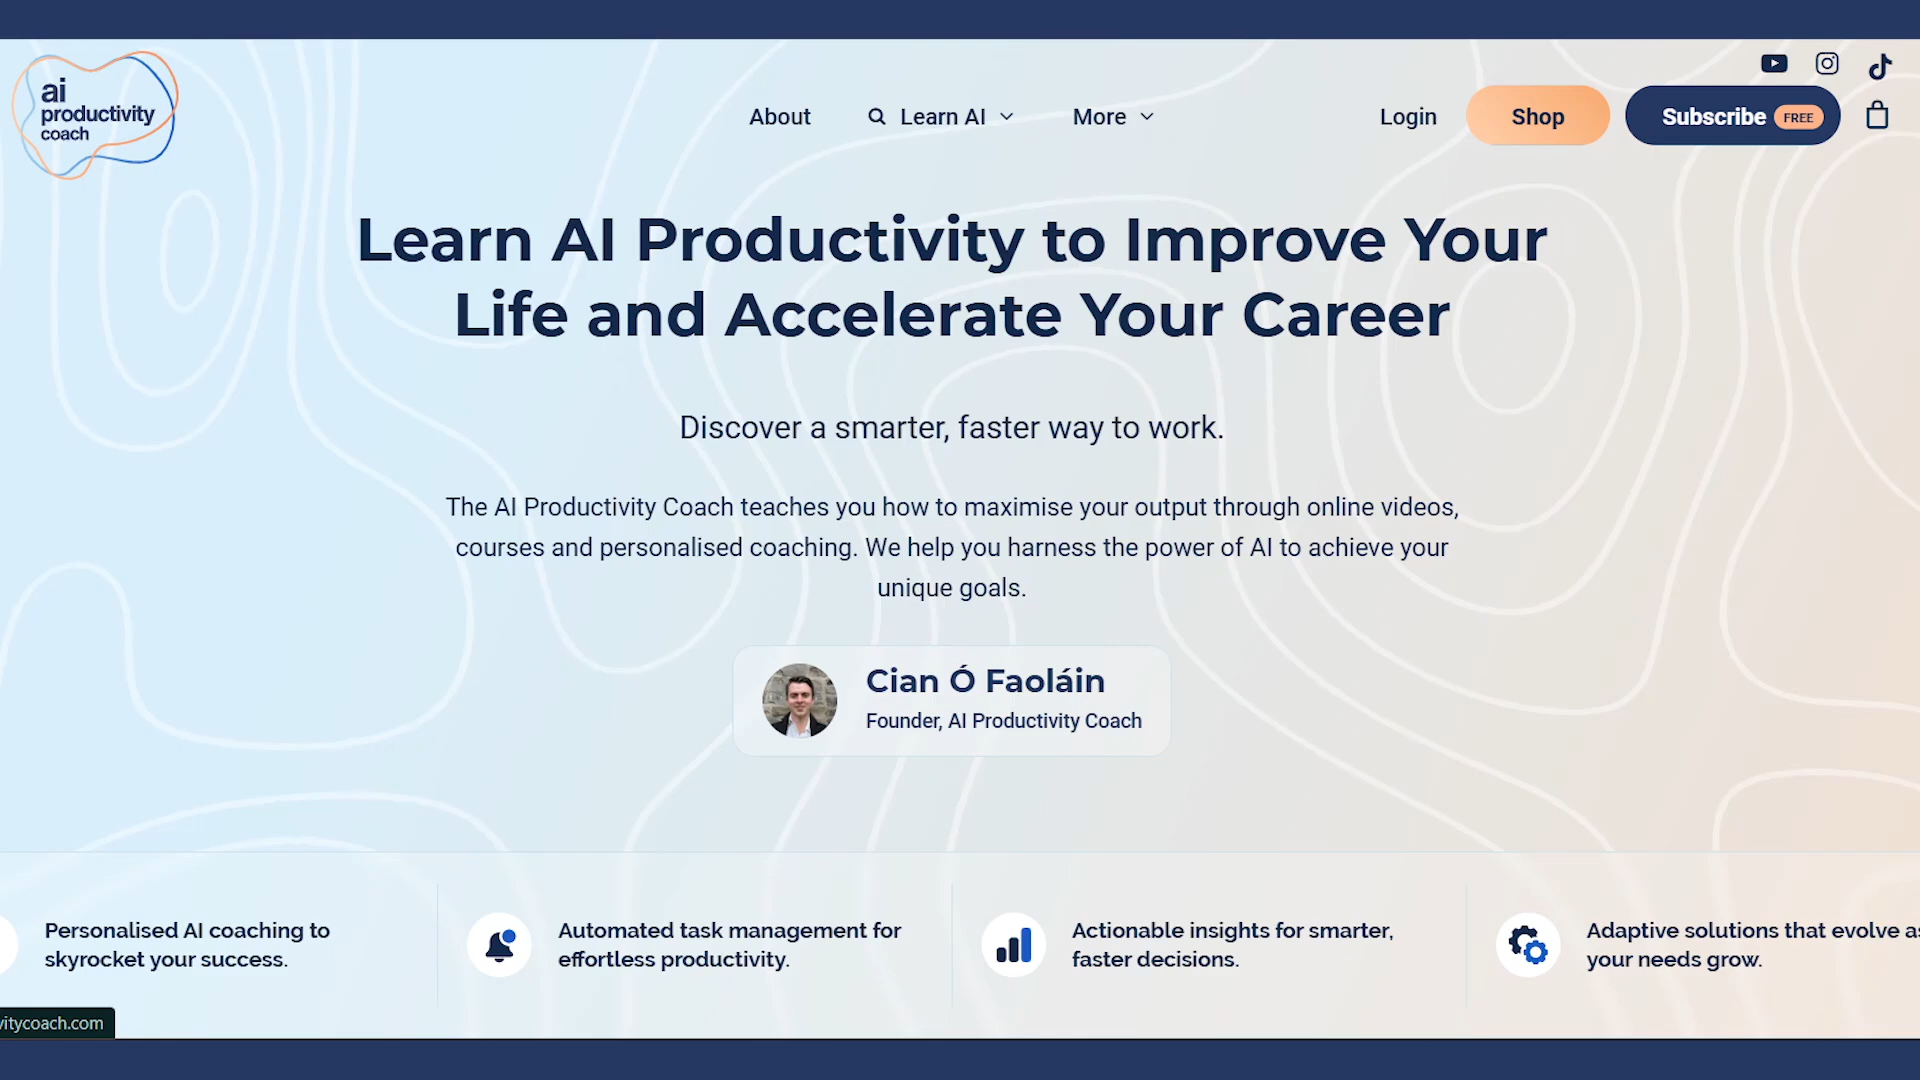 ai
productivity
coach
About
Learn AI
More
Login
Shop
Subscribe FREE
Learn AI Productivity to Improve Your
Life and Accelerate Your Career
Discover a smarter, faster way to work.
The AI Productivity Coach teaches you how to maximise your output through online videos,
courses and personalised coaching. We help you harness the power of AI to achieve your
unique goals.
Cian Ó Faoláin
Founder, AI Productivity Coach
Personalised AI coaching to
skyrocket your success.
Automated task management for
effortless productivity.
Actionable insights for smarter,
faster decisions.
Adaptive solutions that evolve as
your needs grow.
vitycoach.com